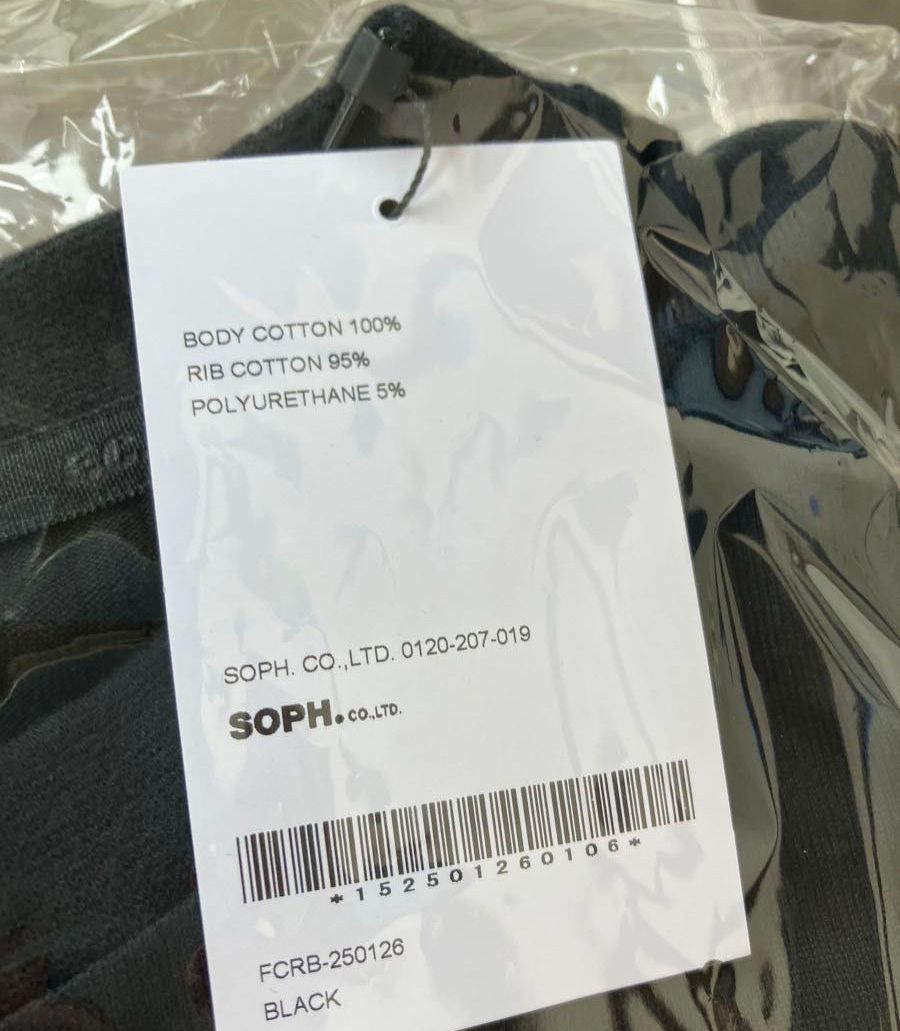 BODY COTTON 100%
RIB COTTON 95%
POLYURETHANE 5%
SOPH. CO.,LTD. 0120-207-019
SOPH. CO.,LTD.
*152501260106*
FCRB-250126
BLACK